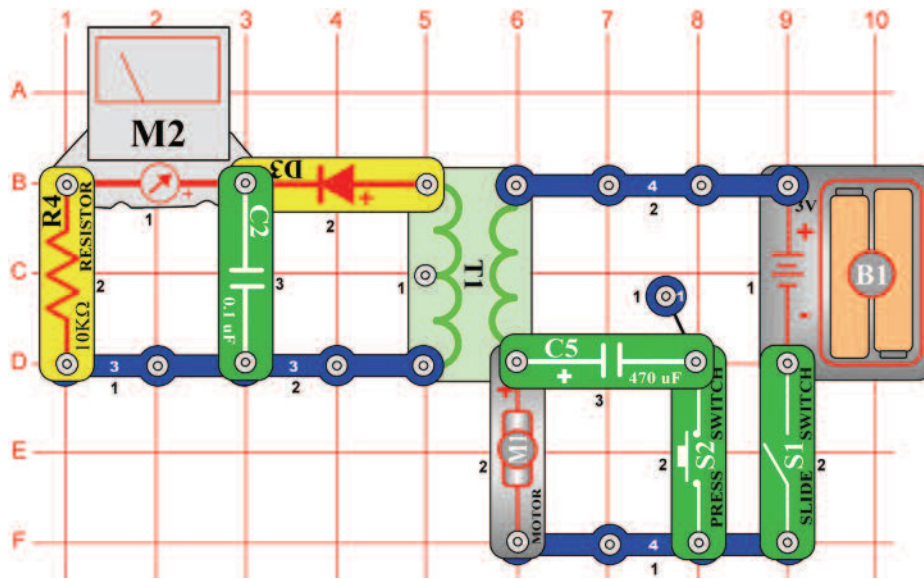 1 2 3 4 5 6 7 8 9 10
A
M2
D3
B
R4
RESISTOR
10KΩ
+
1
2
C2
0.1 uF
3
+
2
4
2
3V
+
-
B1
1
C
2
1
T1
1
1
D
3
1
3
2
C5
+
470 uF
3
+
M1
MOTOR
2
S2
PRESS SWITCH
2
S1
SLIDE SWITCH
2
E
F
4
1